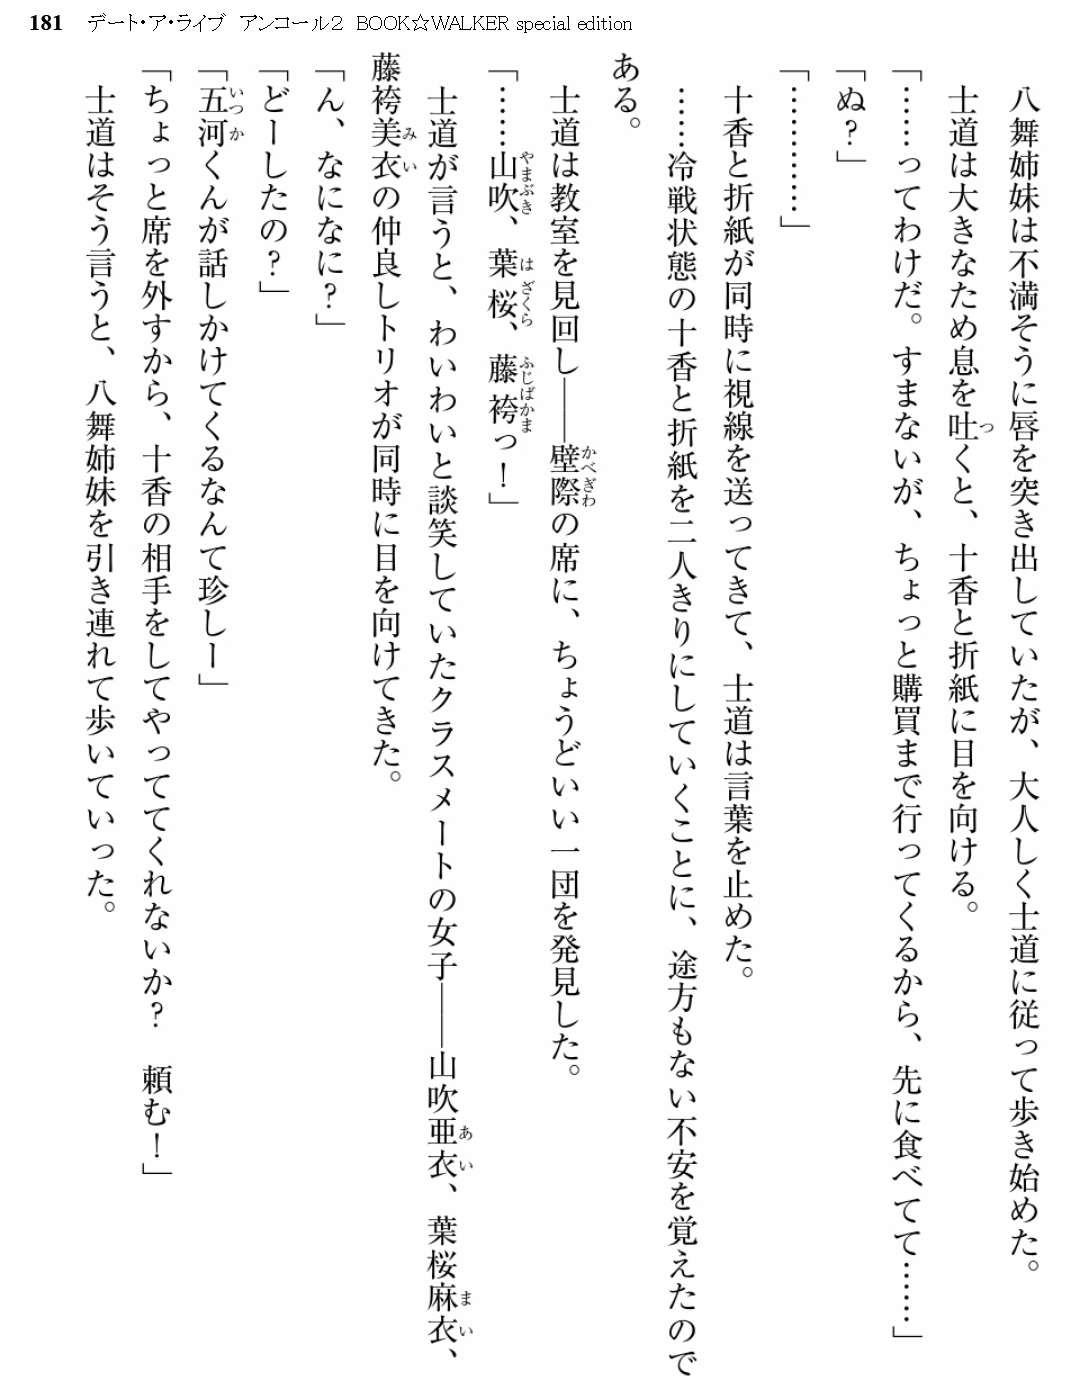 181 デート・ア・ライブ アンコール2 BOOK☆WALKER special edition
　八舞姉妹は不満そうに唇を突き出していたが、大人しく士道に従って歩き始めた。
　士道は大きなため息を吐くと、十香と折紙に目を向ける。
「……ってわけだ。すまないが、ちょっと購買まで行ってくるから、先に食べてて……」
「ぬ？」
「…………」
　十香と折紙が同時に視線を送ってきて、士道は言葉を止めた。
　……冷戦状態の十香と折紙を二人きりにしていくことに、途方もない不安を覚えたので
ある。
　士道は教室を見回し――壁際の席に、ちょうどいい一団を発見した。
「……山吹、葉桜、藤袴っ！」
　士道が言うと、わいわいと談笑していたクラスメートの女子――山吹亜衣、葉桜麻衣、
藤袴美衣の仲良しトリオが同時に目を向けてきた。
「ん、なになに？」
「どーしたの？」
「五河くんが話しかけてくるなんて珍しー」
「ちょっと席を外すから、十香の相手をしてやっててくれないか？　頼む！」
　士道はそう言うと、八舞姉妹を引き連れて歩いていった。